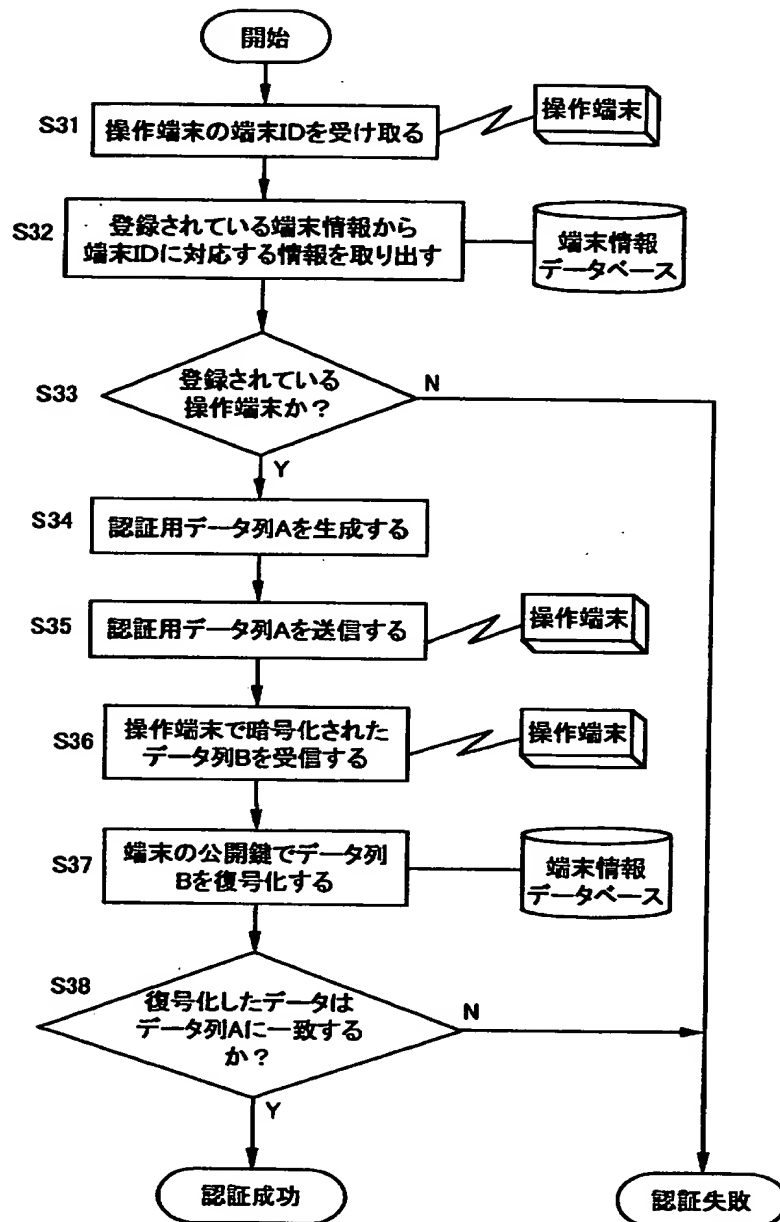 開始
S31
操作端末の端末IDを受け取る
操作端末
S32
登録されている端末情報から
端末IDに対応する情報を取り出す
端末情報
データベース
S33
登録されている
操作端末か？
N
Y
S34
認証用データ列Aを生成する
S35
認証用データ列Aを送信する
操作端末
S36
操作端末で暗号化された
データ列Bを受信する
操作端末
S37
端末の公開鍵でデータ列
Bを復号化する
端末情報
データベース
S38
復号化したデータは
データ列Aに一致する
か？
N
Y
認証成功
認証失敗